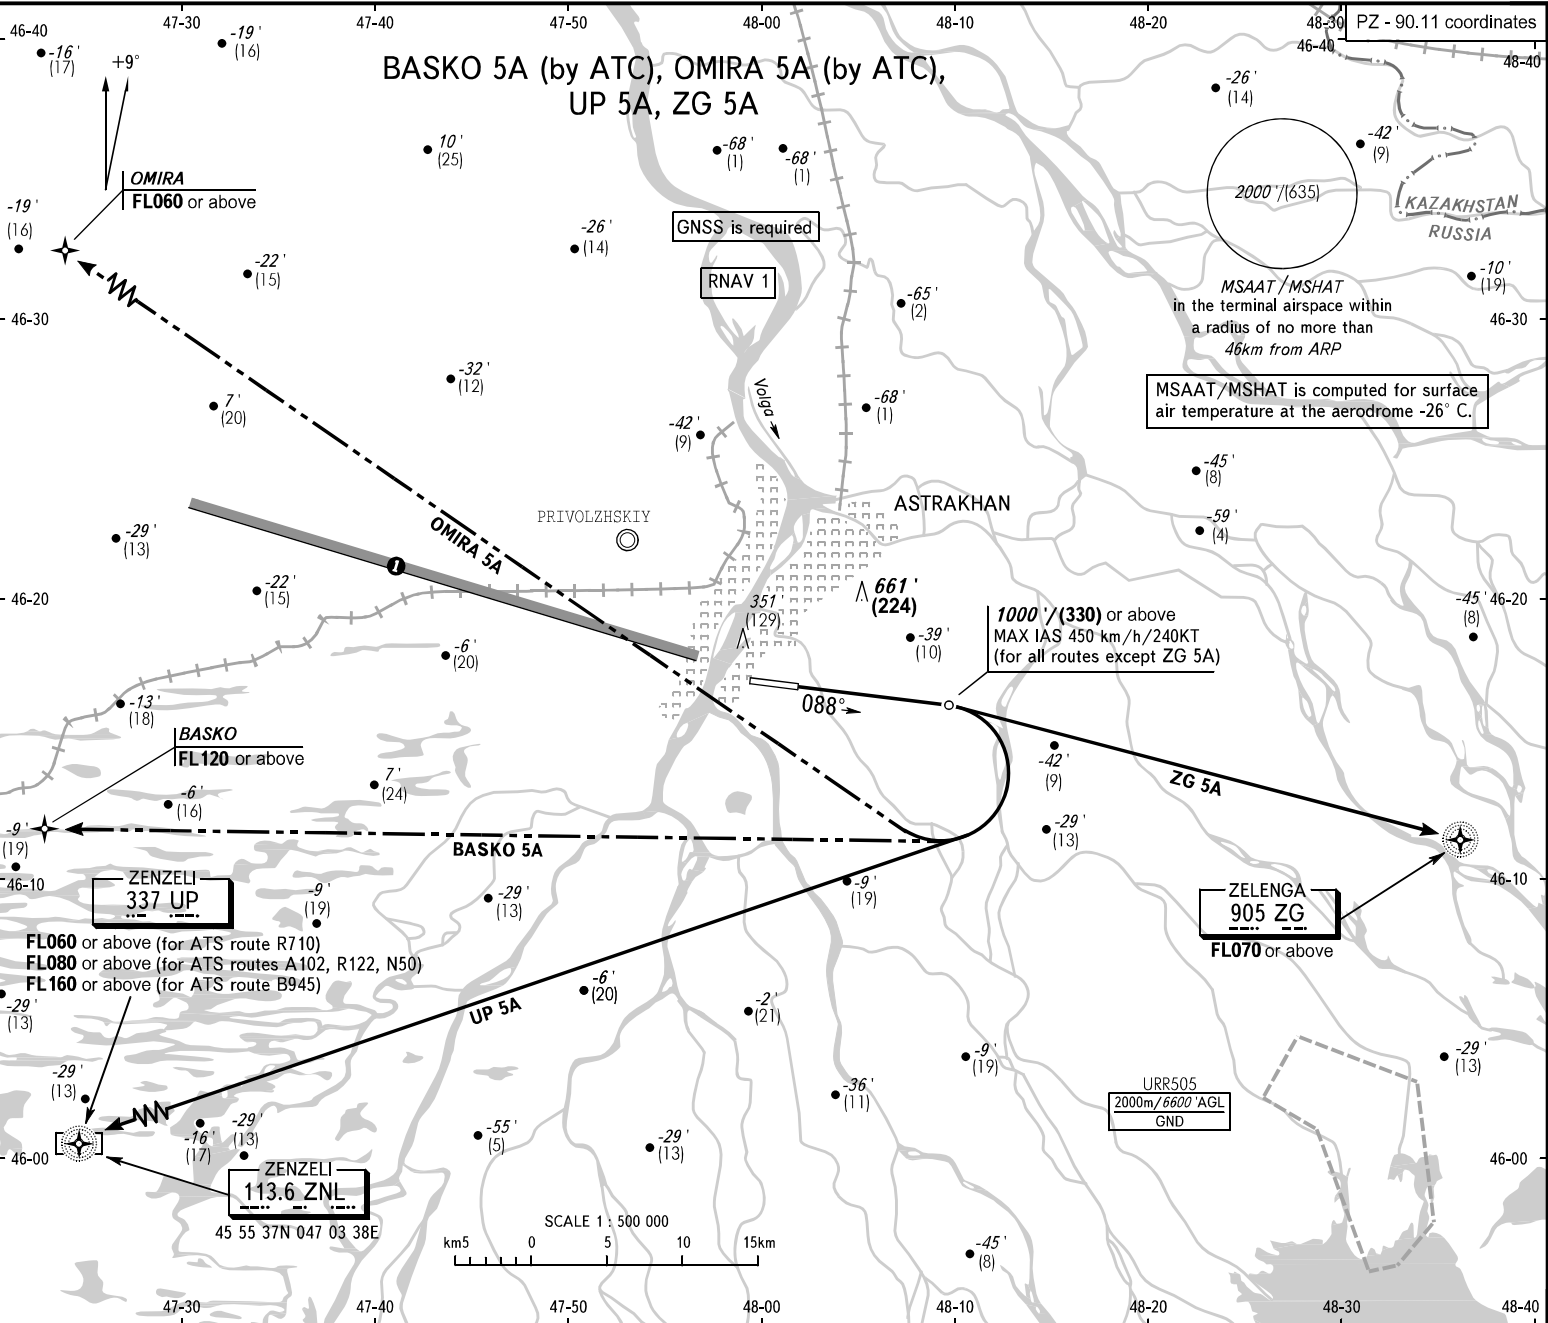 47-30
47-40
47-50
48-00
48-10
48-20
48-30
PZ - 90.11 coordinates
46-40
46-40
48-40
BASKO 5A (by ATC), OMIRA 5A (by ATC),
UP 5A, ZG 5A
+9°
-16'
(17)
-19'
(16)
10'
(25)
-68'
(1)
-68'
(1)
-26'
(14)
-42'
(9)
2000'/(635)
KAZAKHSTAN
RUSSIA
OMIRA
FL060 or above
-19'
(16)
-22'
(15)
-26'
(14)
GNSS is required
RNAV 1
-65'
(2)
-10'
(19)
MSAAT/MSHAT
in the terminal airspace within
a radius of no more than
46km from ARP
46-30
46-30
MSAAT/MSHAT is computed for surface
air temperature at the aerodrome -26° C.
-32'
(12)
7'
(20)
-42'
(9)
Volga
-68'
(1)
-45'
(8)
-59'
(4)
ASTRAKHAN
PRIVOLZHSKIY
OMIRA 5A
-29'
(13)
1
-22'
(15)
46-20
46-20
351'
(129)
661'
(224)
-39'
(10)
1000'/(330) or above
MAX IAS 450 km/h/240KT
(for all routes except ZG 5A)
-45'
(8)
-6'
(20)
-13'
(18)
088°
BASKO
FL120 or above
-42'
(9)
ZG 5A
7'
(24)
-6'
(16)
-9'
(19)
BASKO 5A
-29'
(13)
46-10
46-10
ZENZELI
337 UP
-9'
(19)
-29'
(13)
-9'
(19)
ZELENGA
905 ZG
FL070 or above
FL060 or above (for ATS route R710)
FL080 or above (for ATS routes A102, R122, N50)
FL160 or above (for ATS route B945)
-29'
(13)
UP 5A
-6'
(20)
-2'
(21)
-9'
(19)
-29'
(13)
-29'
(13)
-36'
(11)
URR505
2000m/6600'AGL
GND
-16'
(17)
-29'
(13)
-55'
(5)
-29'
(13)
46-00
46-00
ZENZELI
113.6 ZNL
45 55 37N 047 03 38E
SCALE 1 : 500 000
km5 0 5 10 15km
-45'
(8)
47-30
47-40
47-50
48-00
48-10
48-20
48-30
48-40